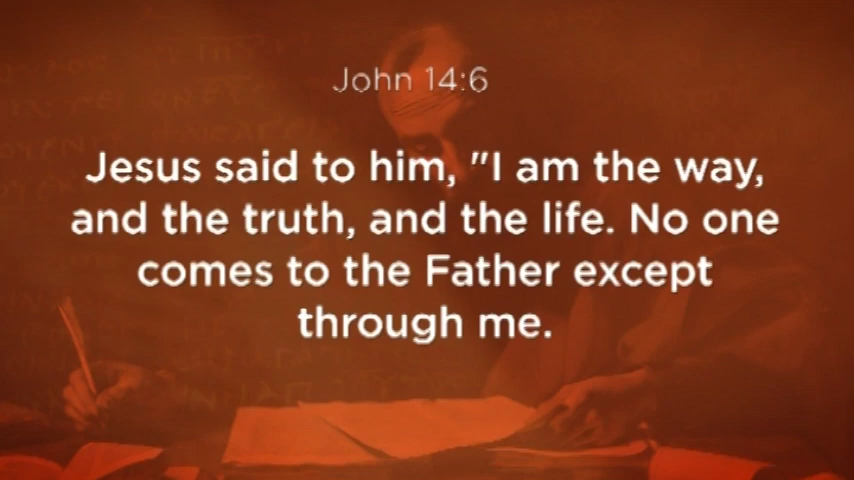 John 14:6
Jesus said to him, "I am the way,
and the truth, and the life. No one
comes to the Father except
through me.